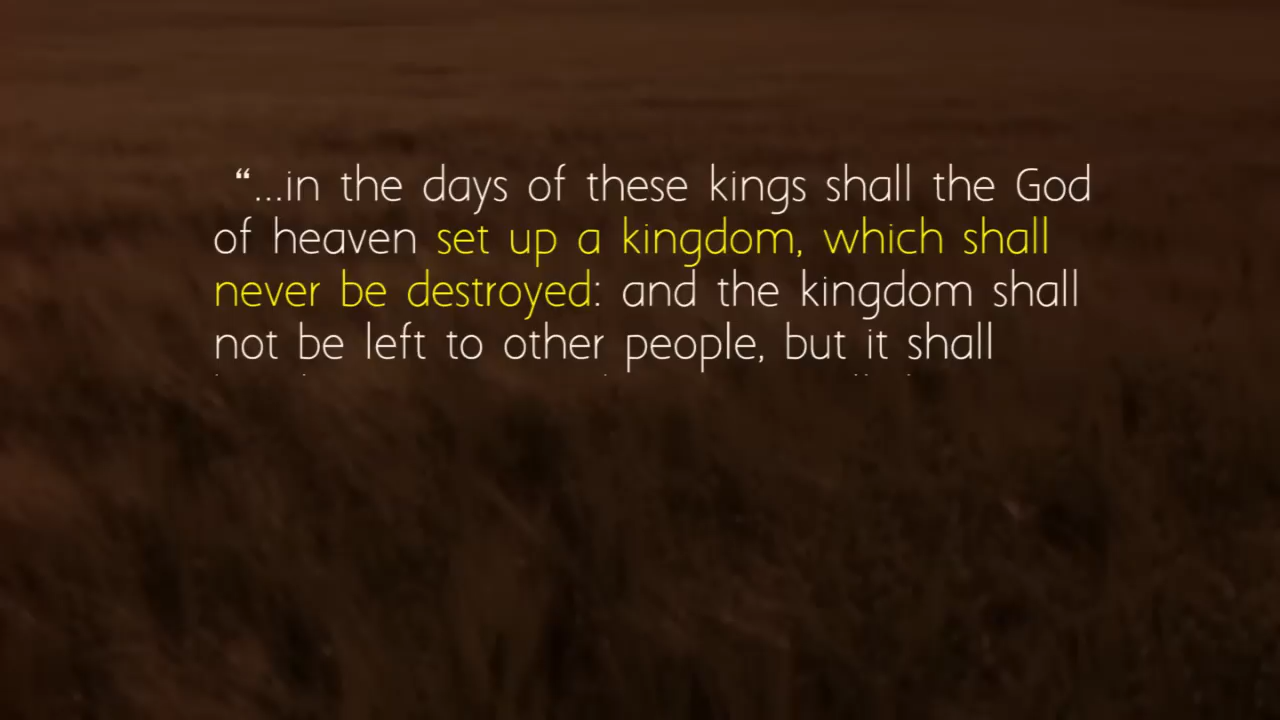 “...in the days of these kings shall the God
of heaven set up a kingdom, which shall
never be destroyed: and the kingdom shall
not be left to other people, but it shall